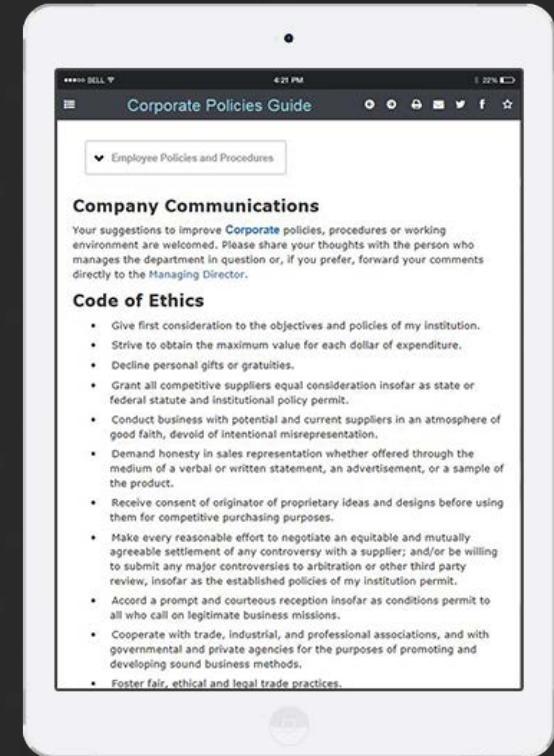 BELL 4:21 PM 22%
Corporate Policies Guide
Employee Policies and Procedures
Company Communications
Your suggestions to improve Corporate policies, procedures or working
environment are welcomed. Please share your thoughts with the person who
manages the department in question or, if you prefer, forward your comments
directly to the Managing Director.
Code of Ethics
• Give first consideration to the objectives and policies of my institution.
• Strive to obtain the maximum value for each dollar of expenditure.
• Decline personal gifts or gratuities.
• Grant all competitive suppliers equal consideration insofar as state or
federal statute and institutional policy permit.
• Conduct business with potential and current suppliers in an atmosphere of
good faith, devoid of intentional misrepresentation.
• Demand honesty in sales representation whether offered through the
medium of a verbal or written statement, an advertisement, or a sample of
the product.
• Receive consent of originator of proprietary ideas and designs before using
them for competitive purchasing purposes.
• Make every reasonable effort to negotiate an equitable and mutually
agreeable settlement of any controversy with a supplier; and/or be willing
to submit any major controversies to arbitration or other third party
review, insofar as the established policies of my institution permit.
• Accord a prompt and courteous reception insofar as conditions permit to
all who call on legitimate business missions.
• Cooperate with trade, industrial, and professional associations, and with
governmental and private agencies for the purposes of promoting and
developing sound business methods.
• Foster fair, ethical and legal trade practices.